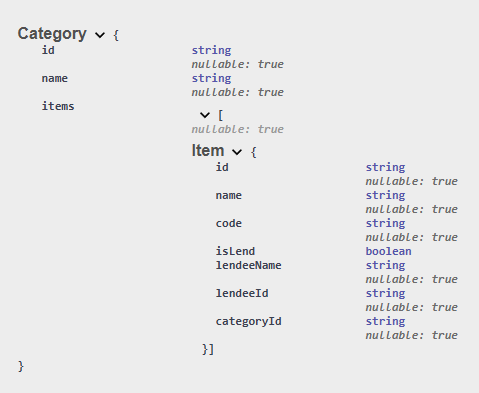 Category {
id string
nullable: true
name string
nullable: true
items [
nullable: true
Item {
id string
nullable: true
name string
nullable: true
code string
nullable: true
isLend boolean
lendeeName string
nullable: true
lendeeId string
nullable: true
categoryId string
nullable: true
}]
}